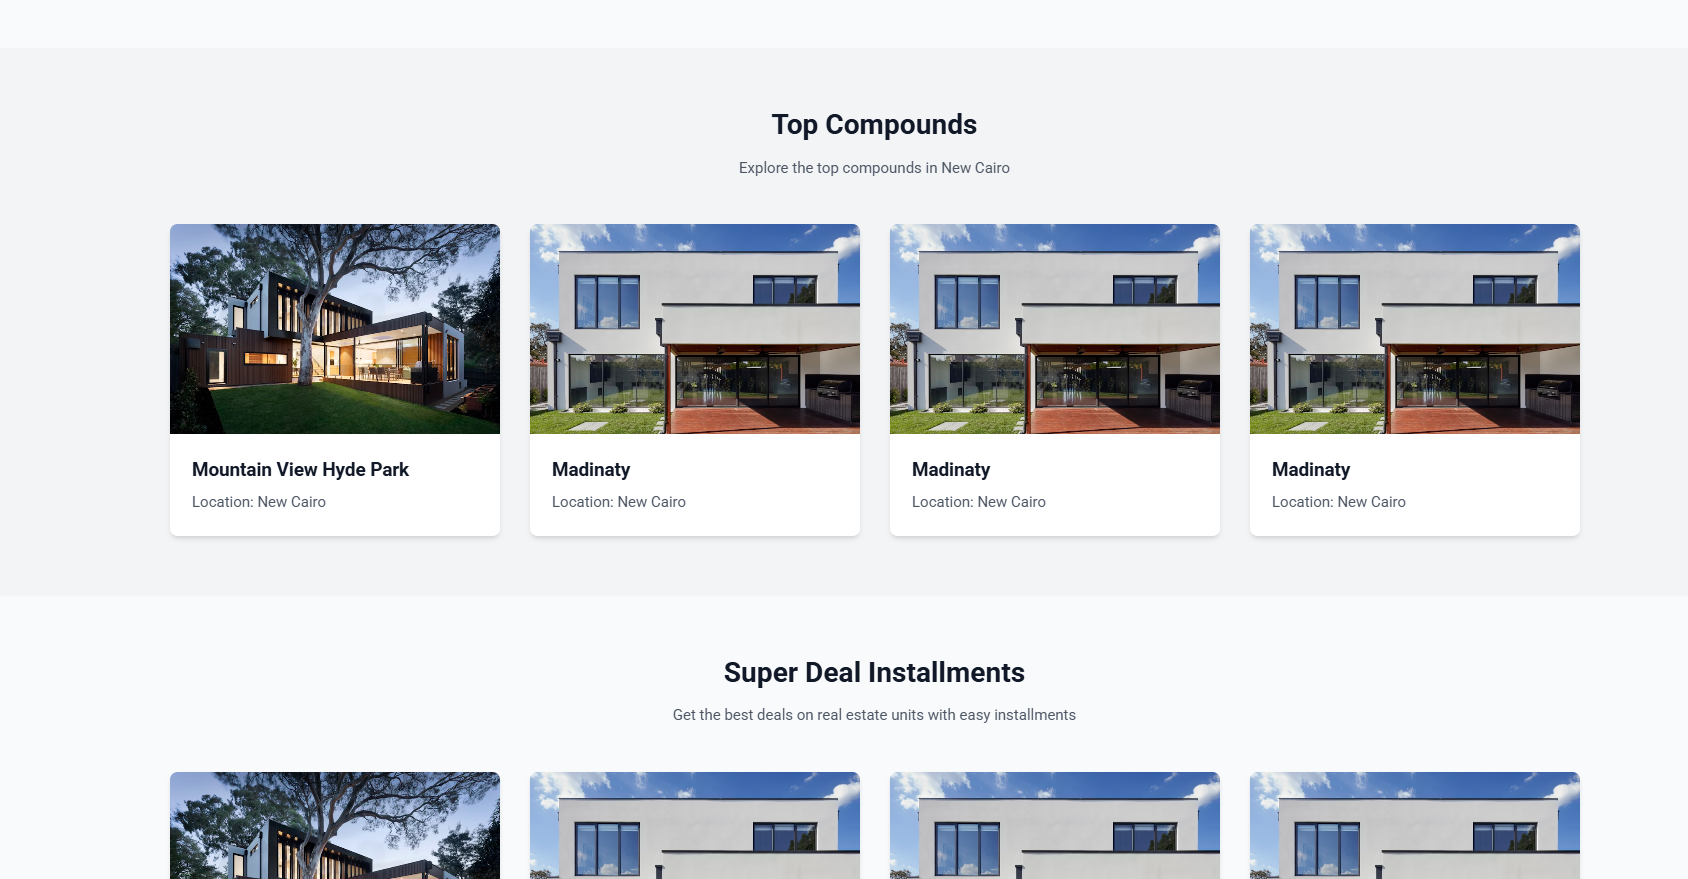 Top Compounds
Explore the top compounds in New Cairo
Mountain View Hyde Park
Location: New Cairo
Madinaty
Location: New Cairo
Madinaty
Location: New Cairo
Madinaty
Location: New Cairo
Super Deal Installments
Get the best deals on real estate units with easy installments